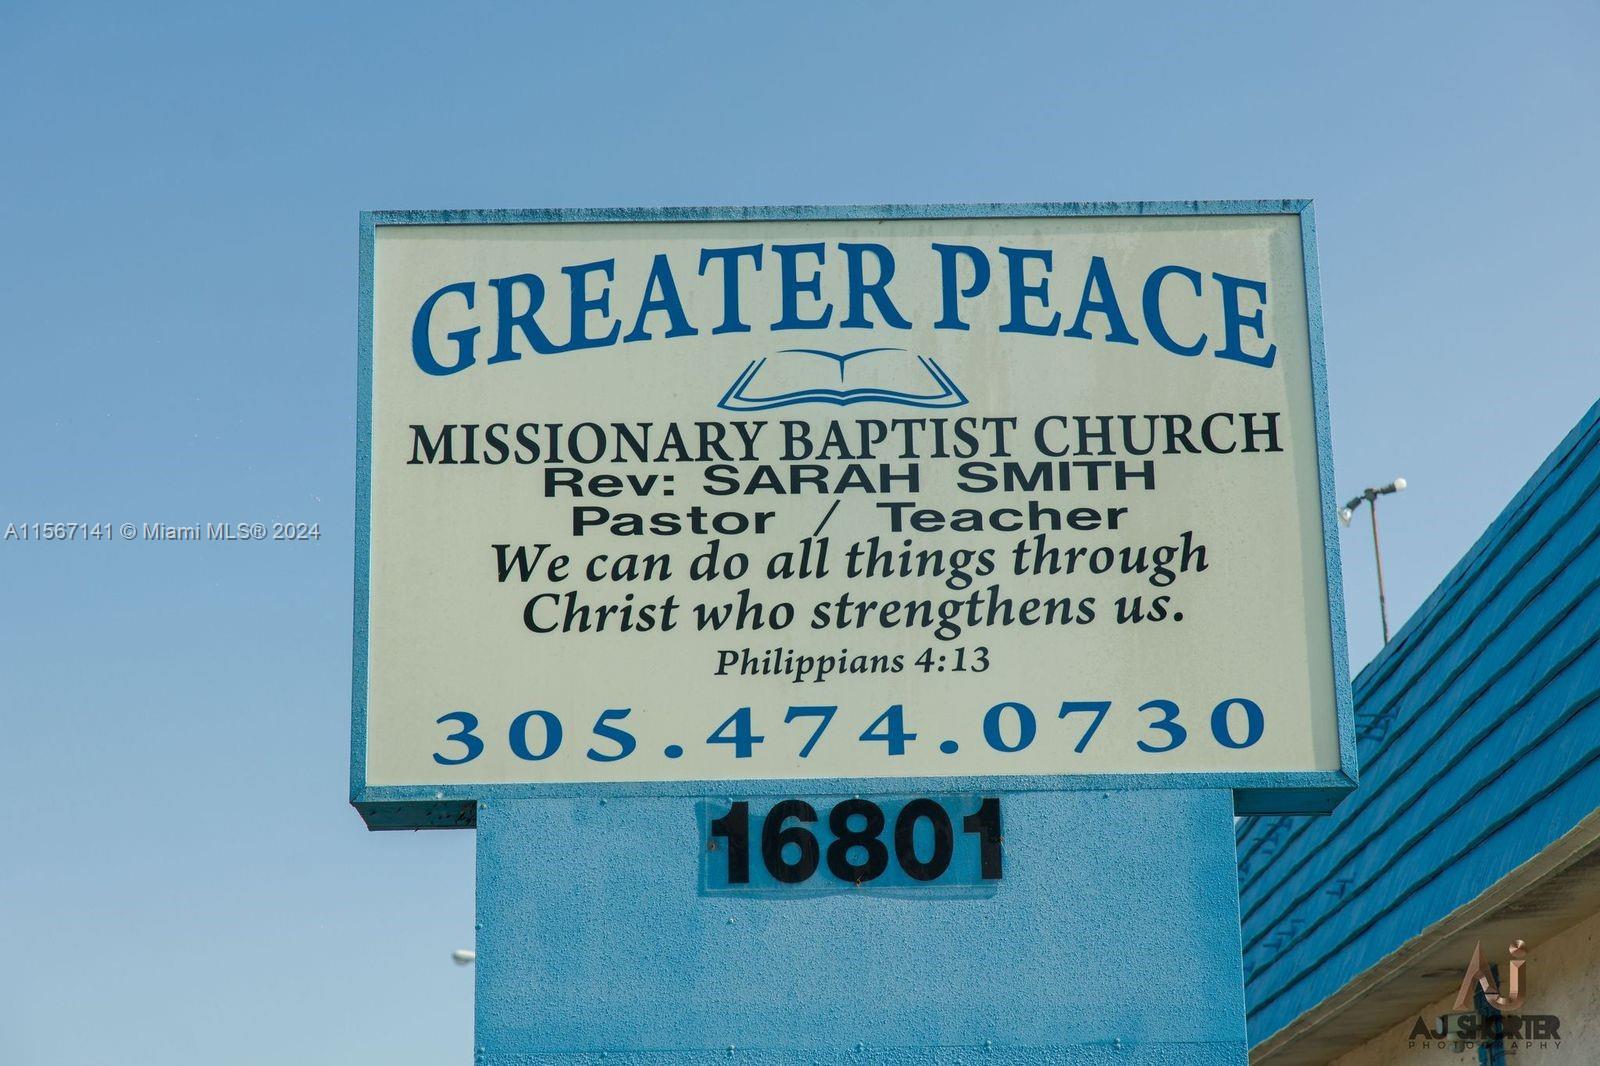 GREATER PEACE
MISSIONARY BAPTIST CHURCH
Rev: SARAH SMITH
Pastor / Teacher
We can do all things through
Christ who strengthens us.
Philippians 4:13
305.474.0730
16801
A11567141 © Miami MLS® 2024
AJ
AJ SHORTER
PHOTOGRAPHY